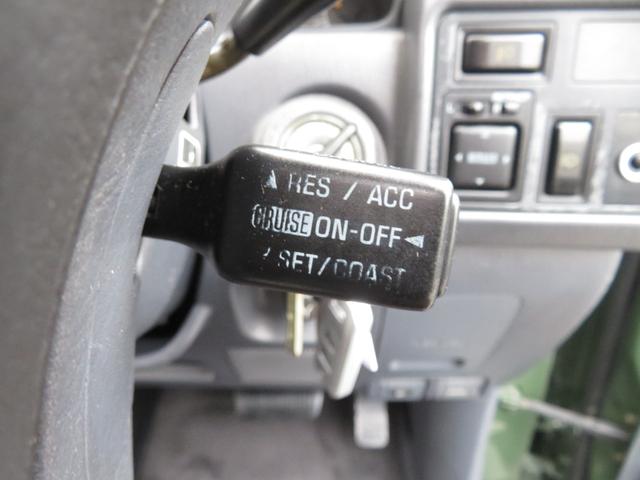 RES / ACC
CRUISE ON-OFF
SET/COAST